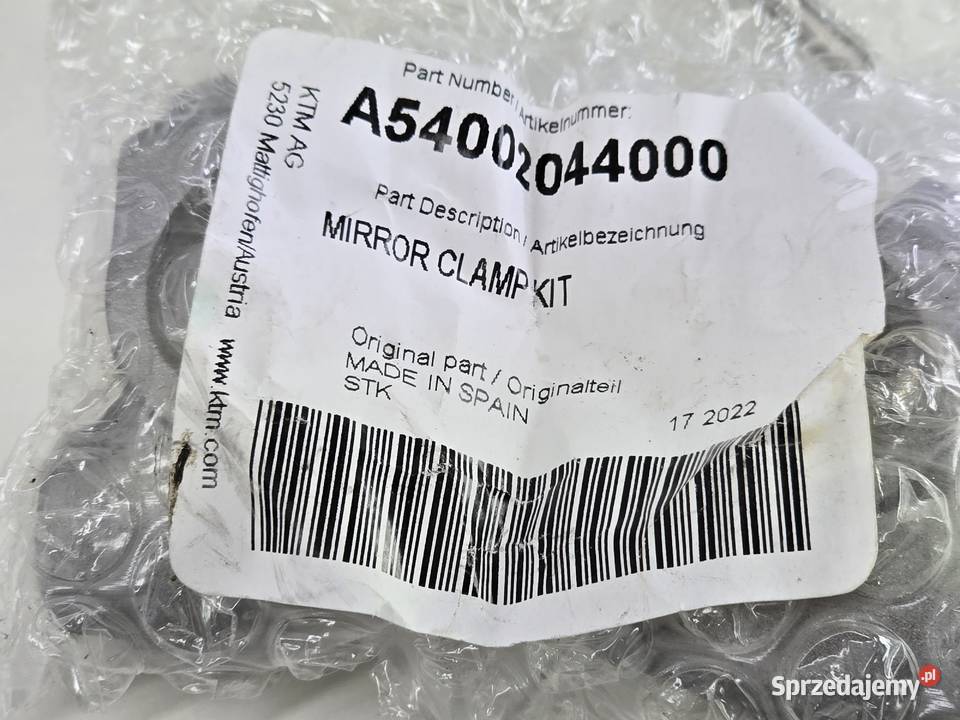 Part Number / Artikelnummer:
A54002044000
Part Description / Artikelbezeichnung
MIRROR CLAMP KIT
Original part / Originalteil
MADE IN SPAIN
STK
17 2022
KTM AG
5230 Mattighofen/Austria www.ktm.com
Sprzedajemy.pl